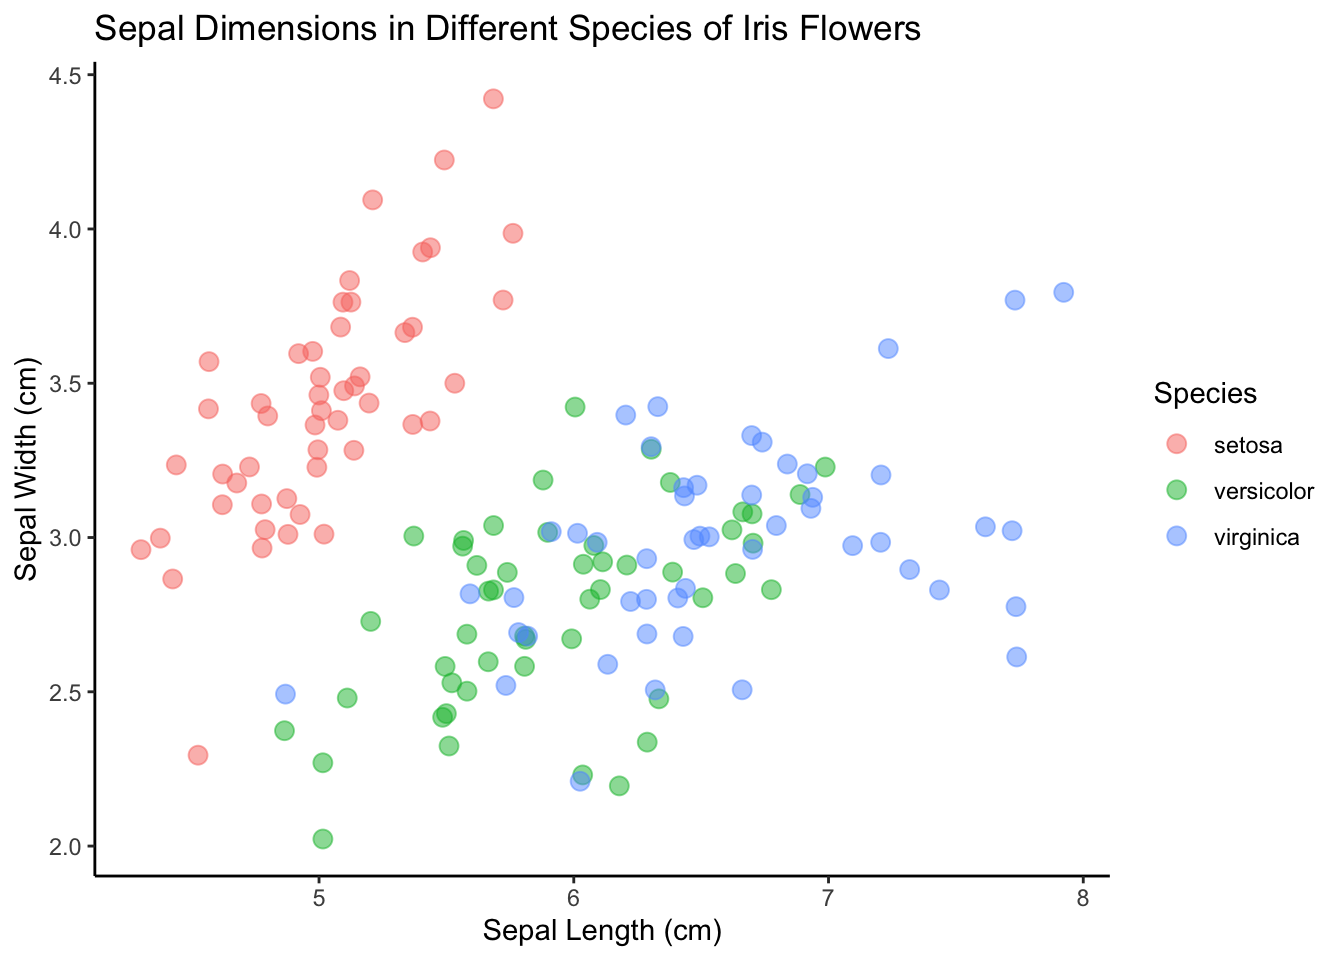 Sepal Dimensions in Different Species of Iris Flowers
4.5
4.0
3.5
3.0
2.5
2.0
Sepal Width (cm)
5 6 7 8
Sepal Length (cm)
Species
setosa
versicolor
virginica